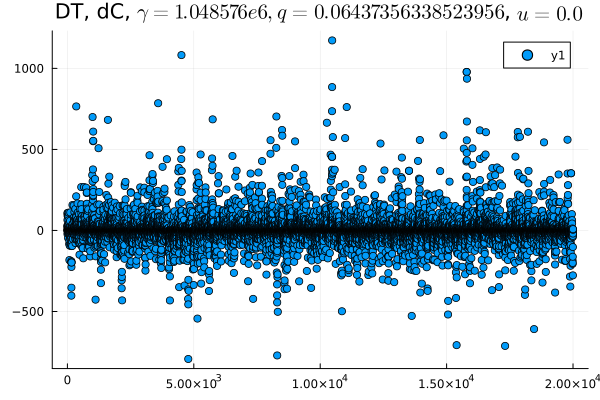 DT, dC, γ = 1.048576e6, q = 0.06437356338523956, u = 0.0
y1
1000
500
0
−500
0 5.00×10³ 1.00×10⁴ 1.50×10⁴ 2.00×10⁴